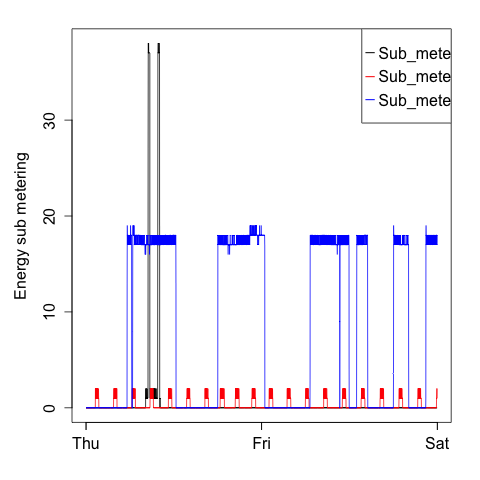 Sub_mete
Sub_mete
Sub_mete
Energy sub metering
30
20
10
0
Thu Fri Sat